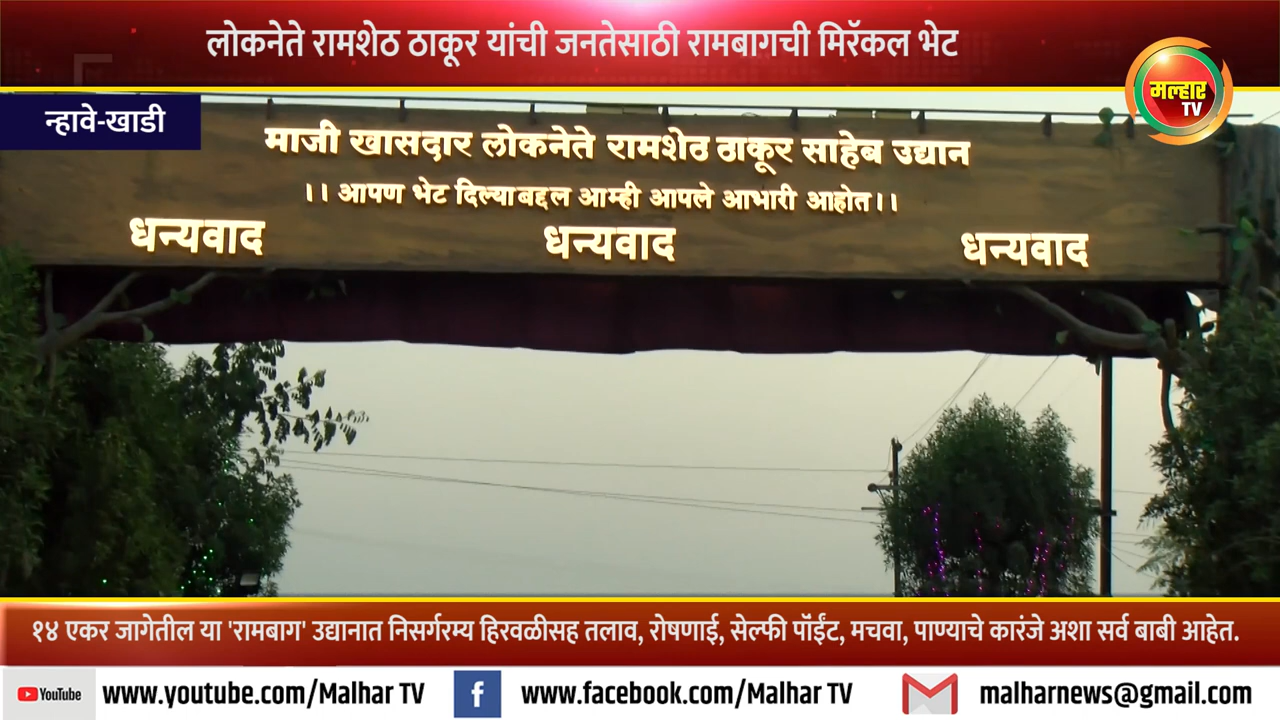 लोकनेते रामशेठ ठाकूर यांची जनतेसाठी रामबागची मिरॅकल भेट
मल्हार
TV
न्हावे-खाडी
माजी खासदार लोकनेते रामशेठ ठाकूर साहेब उद्यान
।। आपण भेट दिल्याबद्दल आम्ही आपले आभारी आहोत।।
धन्यवाद धन्यवाद धन्यवाद
१४ एकर जागेतील या 'रामबाग' उद्यानात निसर्गरम्य हिरवळीसह तलाव, रोषणाई, सेल्फी पॉईंट, मचवा, पाण्याचे कारंजे अशा सर्व बाबी आहेत.
YouTube www.youtube.com/Malhar TV f www.facebook.com/Malhar TV malharnews@gmail.com